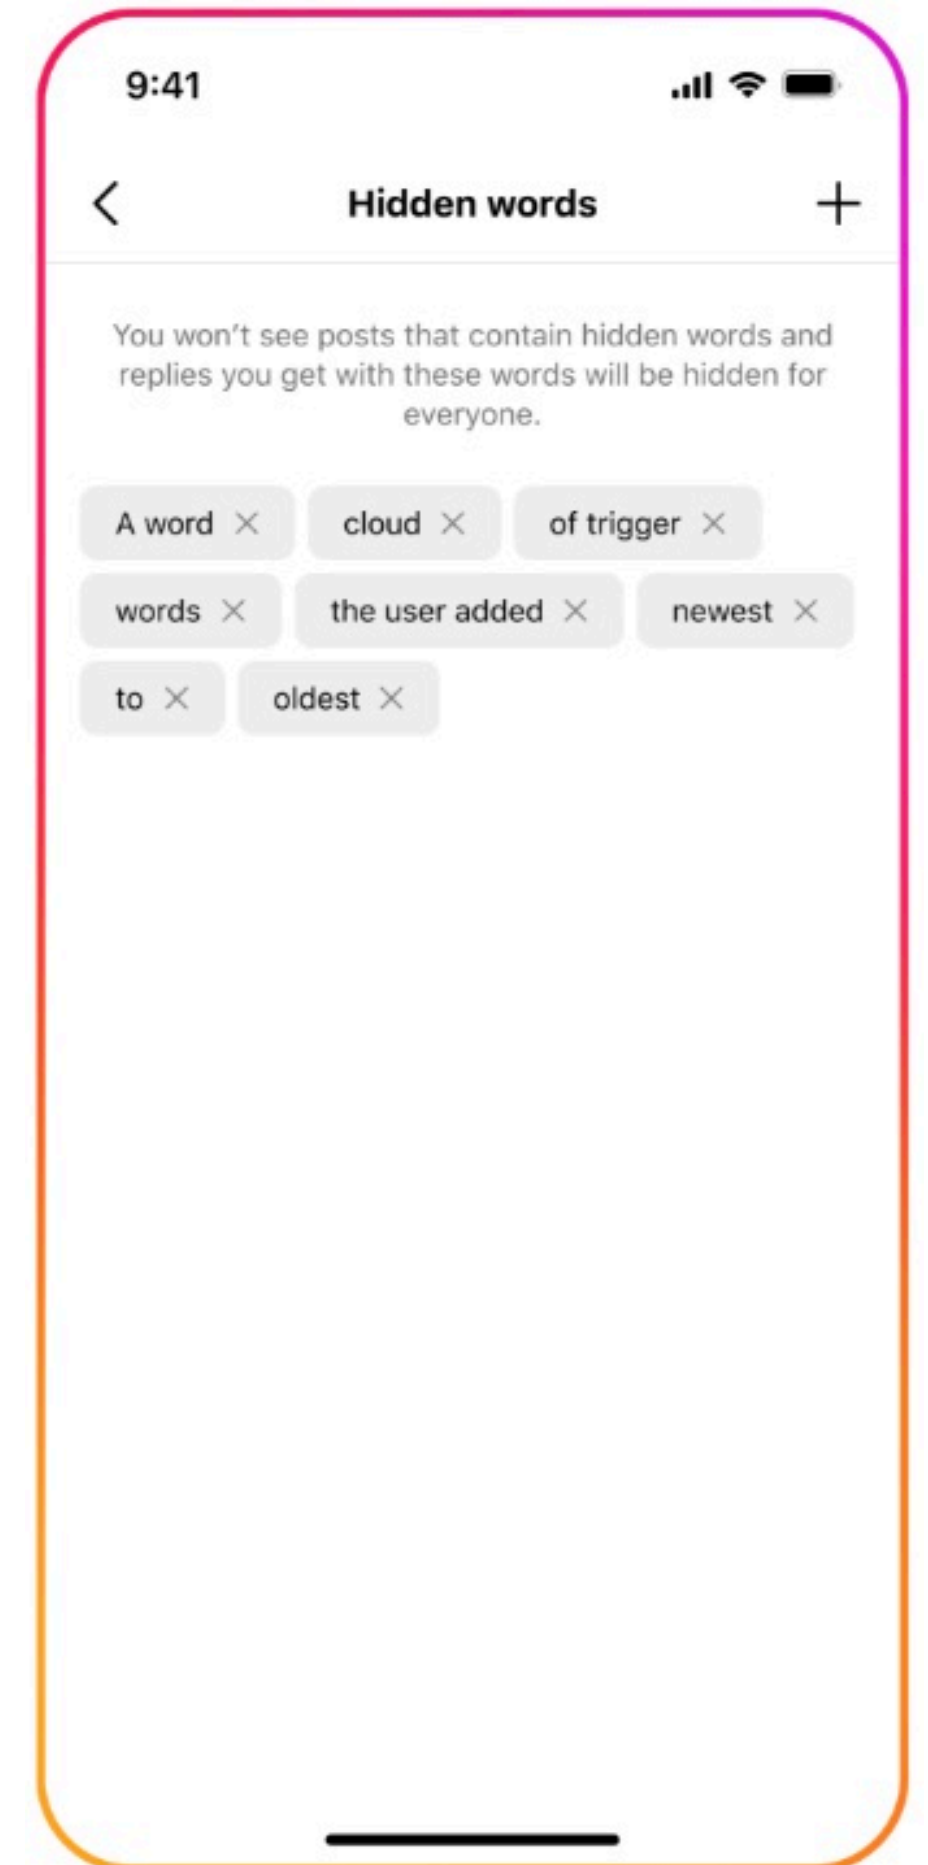 9:41
Hidden words
You won't see posts that contain hidden words and
replies you get with these words will be hidden for
everyone.
A word cloud of trigger
words the user added newest
to oldest